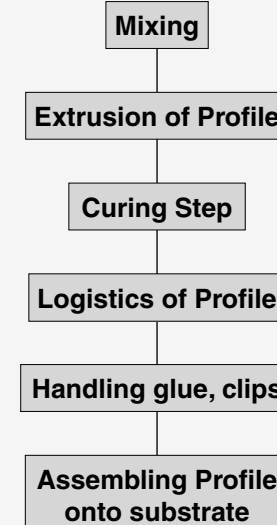 Mixing
Extrusion of Profile
Curing Step
Logistics of Profile
Handling glue, clips
Assembling Profile
onto substrate